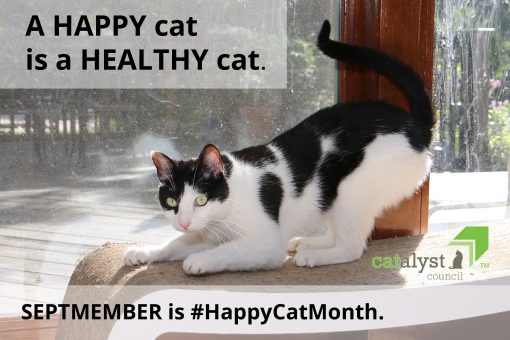 A HAPPY cat
is a HEALTHY cat.
catalyst
council
TM
SEPTMEMBER is #HappyCatMonth.